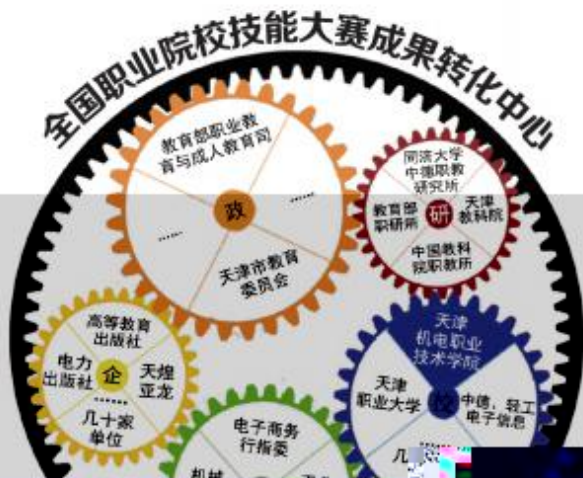 全国职业院校技能大赛成果转化中心
教育部职业教
育与成人教育司
……
……
政
天津市教育
委员会
同济大学
中德职教
研究所
教育部
职研所
研
天津
教科院
中国教科
院职教所
高等教育
出版社
电力
出版社
企
天煌
亚龙
……
几十家
单位
天津
机电职业
技术学院
天津
职业大学
校
中德，轻工
电子信息
……
电子商务
行指委
机械